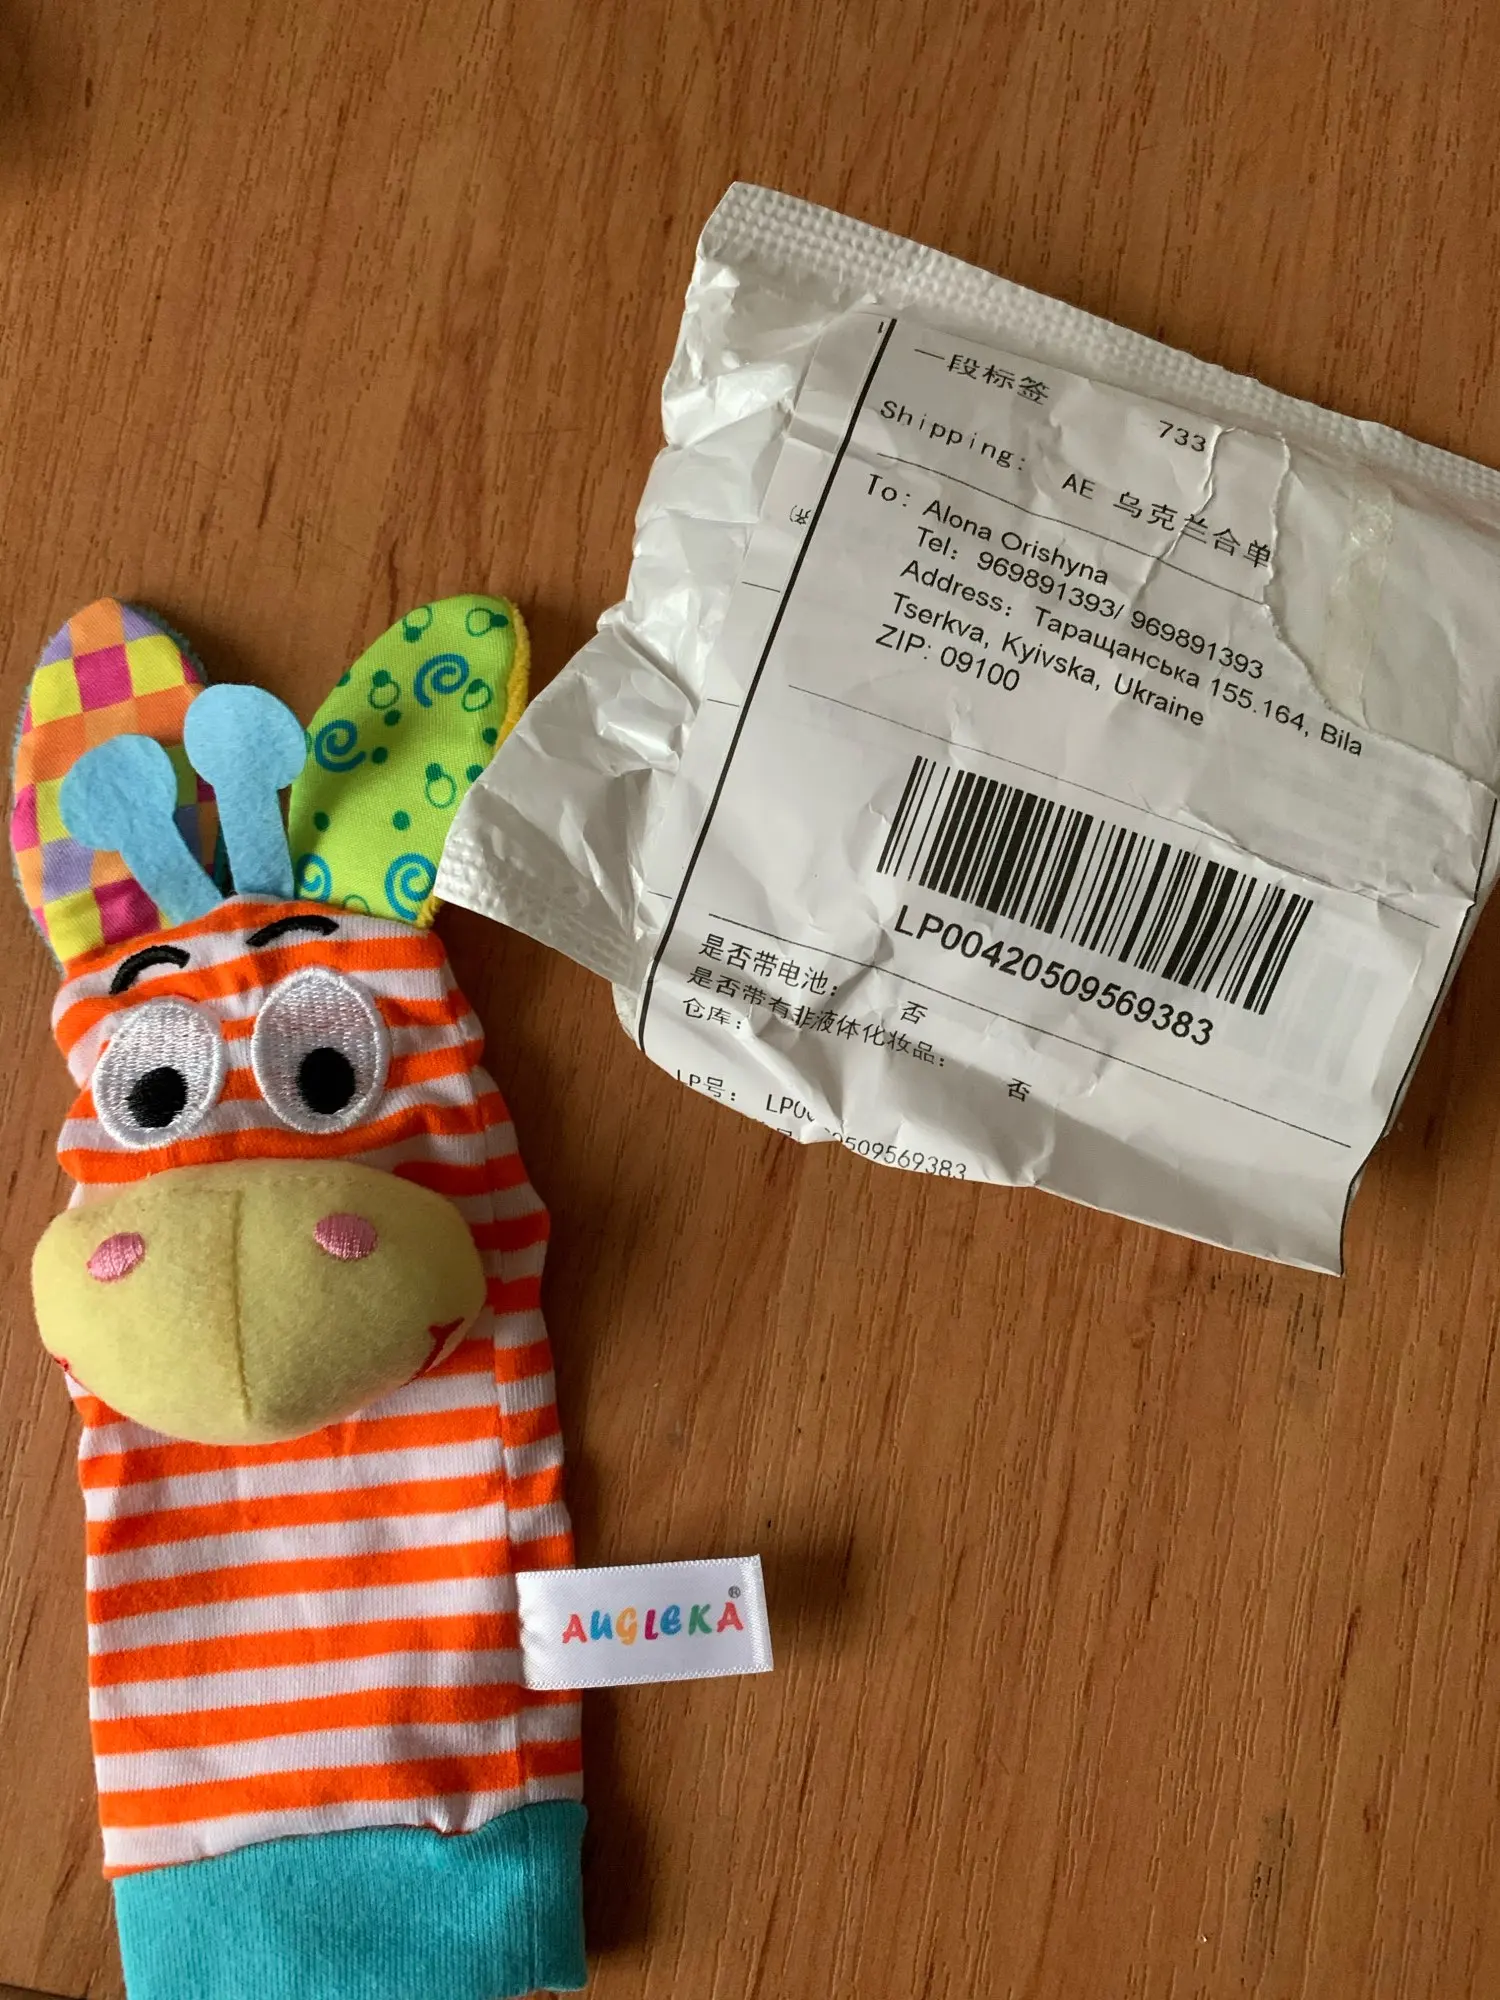 一段标签
733
Shipping: AE 乌克兰合单
To: Alona Orishyna
Tel: 969891393/ 969891393
Address: Таращанська 155.164, Bila
Tserkva, Kyivska, Ukraine
ZIP: 09100
LP00420509569383
是否带电池: 否
是否带有非液体化妆品: 否
仓库:
LP号: LP00
509569383
AUGLEKA®